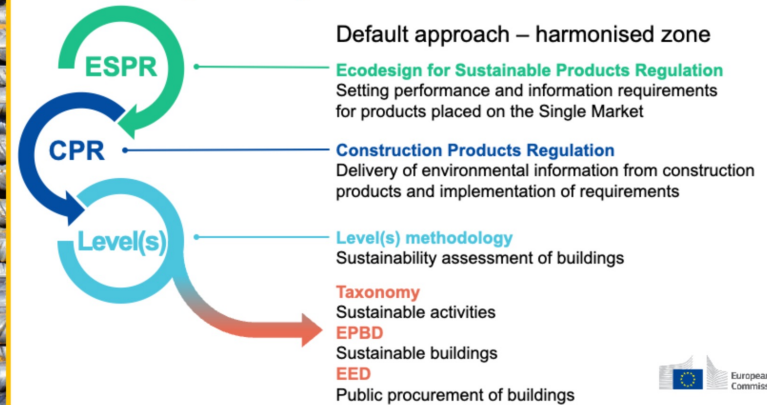 Default approach – harmonised zone
ESPR
Ecodesign for Sustainable Products Regulation
Setting performance and information requirements
for products placed on the Single Market
CPR
Construction Products Regulation
Delivery of environmental information from construction
products and implementation of requirements
Level(s)
Level(s) methodology
Sustainability assessment of buildings
Taxonomy
Sustainable activities
EPBD
Sustainable buildings
EED
Public procurement of buildings
European
Commiss